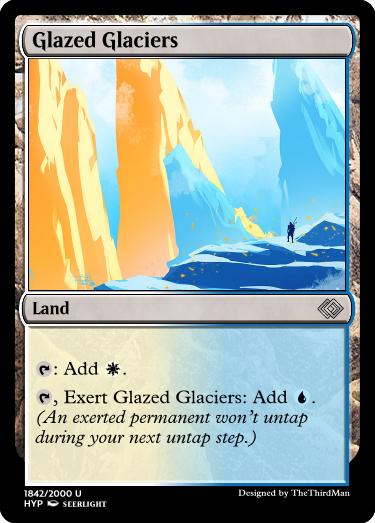 Glazed Glaciers
Land
: Add .
, Exert Glazed Glaciers: Add .
(An exerted permanent won't untap
during your next untap step.)
1842/2000 U
HYP SEERLIGHT
Designed by TheThirdMan